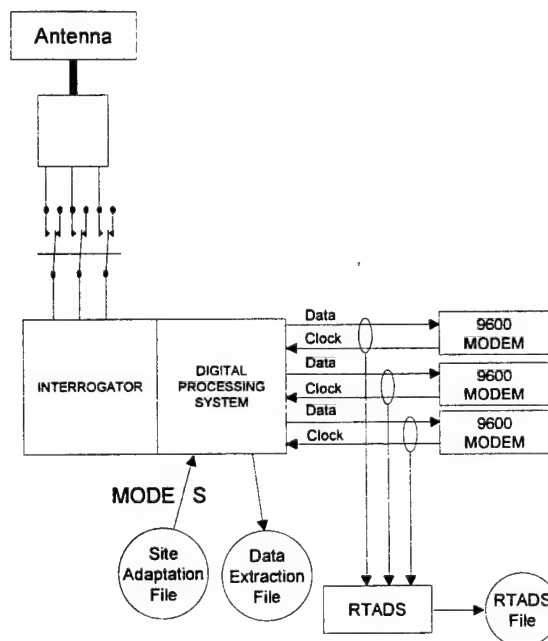 Antenna
Data
Clock
9600
MODEM
Data
Clock
9600
MODEM
Data
Clock
9600
MODEM
INTERROGATOR
DIGITAL
PROCESSING
SYSTEM
MODE S
Site
Adaptation
File
Data
Extraction
File
RTADS
RTADS
File